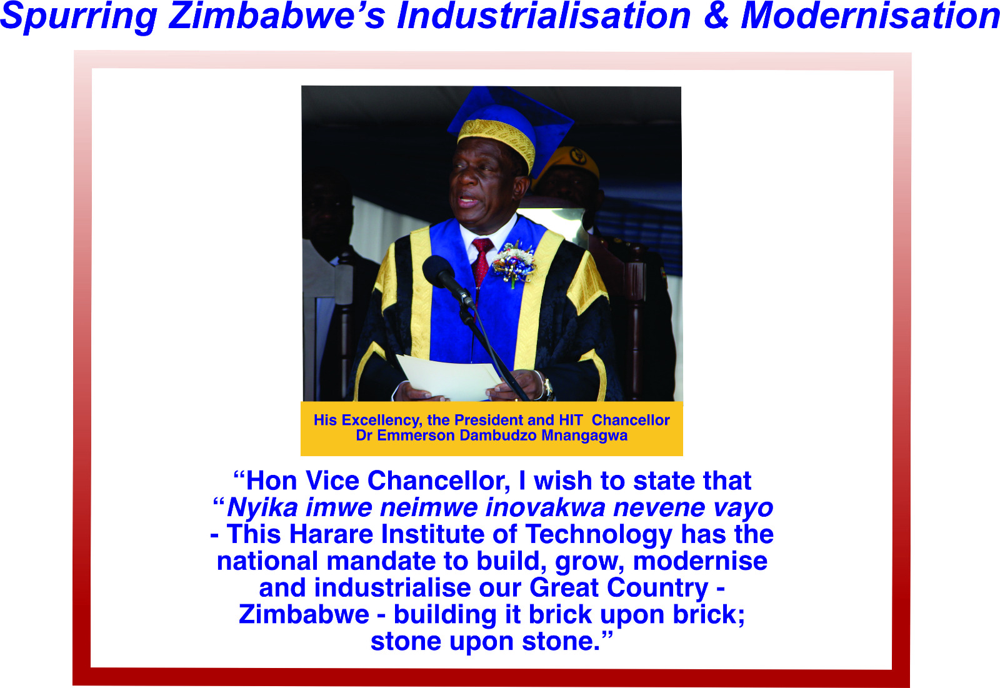 Spurring Zimbabwe’s Industrialisation & Modernisation
His Excellency, the President and HIT Chancellor
Dr Emmerson Dambudzo Mnangagwa
“Hon Vice Chancellor, I wish to state that
“Nyika imwe neimwe inovakwa nevene vayo
- This Harare Institute of Technology has the
national mandate to build, grow, modernise
and industrialise our Great Country -
Zimbabwe - building it brick upon brick;
stone upon stone.”